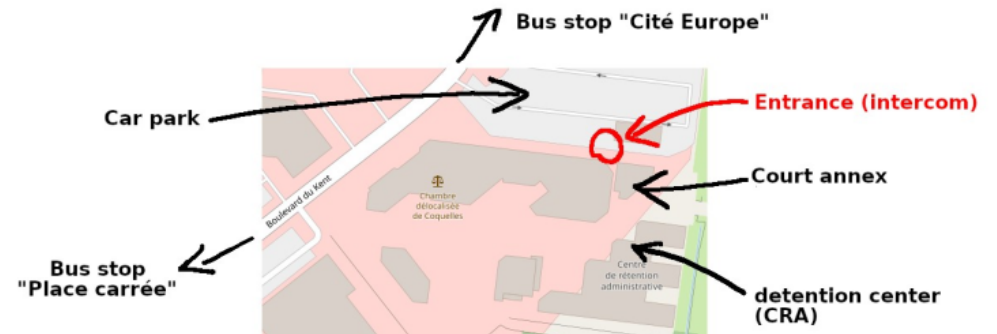 Bus stop "Cité Europe"
Car park
Entrance (intercom)
Court annex
Chambre
délocalisée
de Coquelles
Boulevard du Kent
Bus stop
"Place carrée"
Centre
de rétention
administrative
detention center
(CRA)